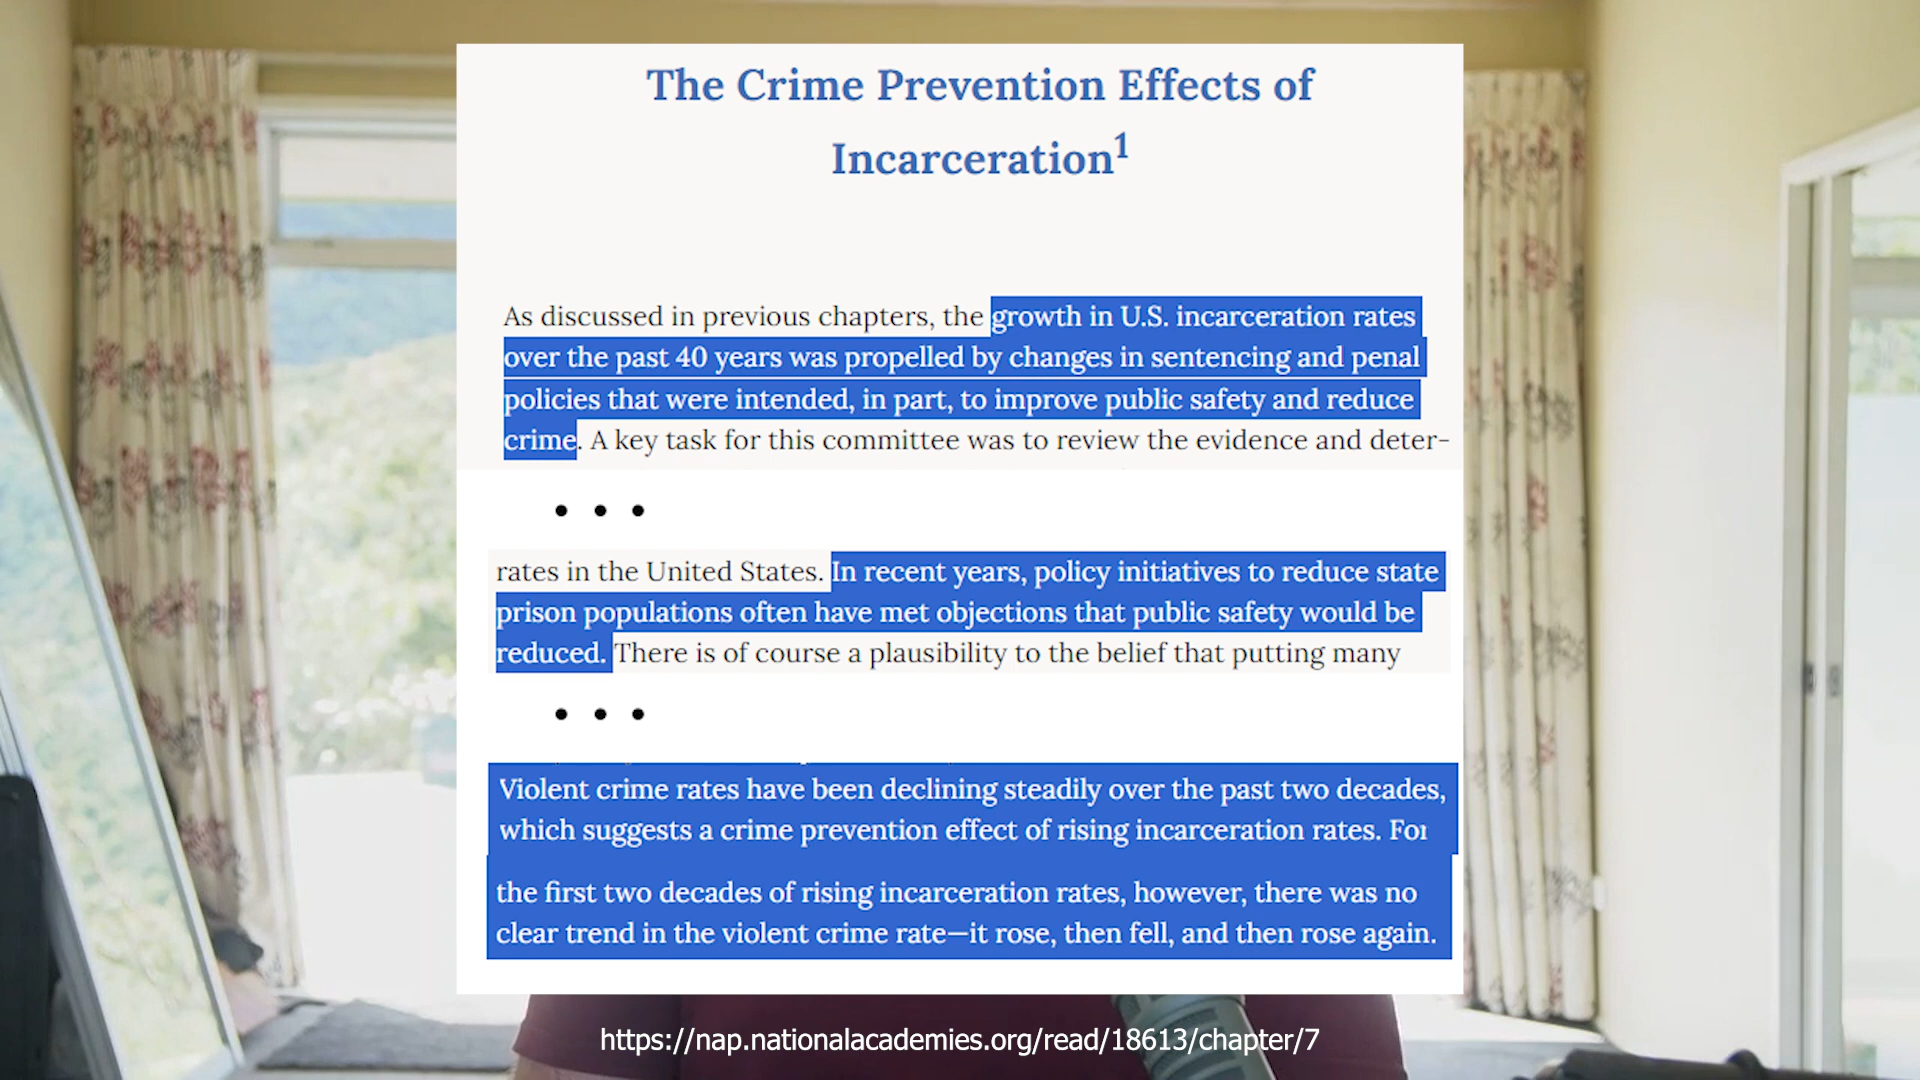 The Crime Prevention Effects of
Incarceration1
As discussed in previous chapters, the growth in U.S. incarceration rates
over the past 40 years was propelled by changes in sentencing and penal
policies that were intended, in part, to improve public safety and reduce
crime. A key task for this committee was to review the evidence and deter-
• • •
rates in the United States. In recent years, policy initiatives to reduce state
prison populations often have met objections that public safety would be
reduced. There is of course a plausibility to the belief that putting many
• • •
Violent crime rates have been declining steadily over the past two decades,
which suggests a crime prevention effect of rising incarceration rates. For
the first two decades of rising incarceration rates, however, there was no
clear trend in the violent crime rate—it rose, then fell, and then rose again.
https://nap.nationalacademies.org/read/18613/chapter/7